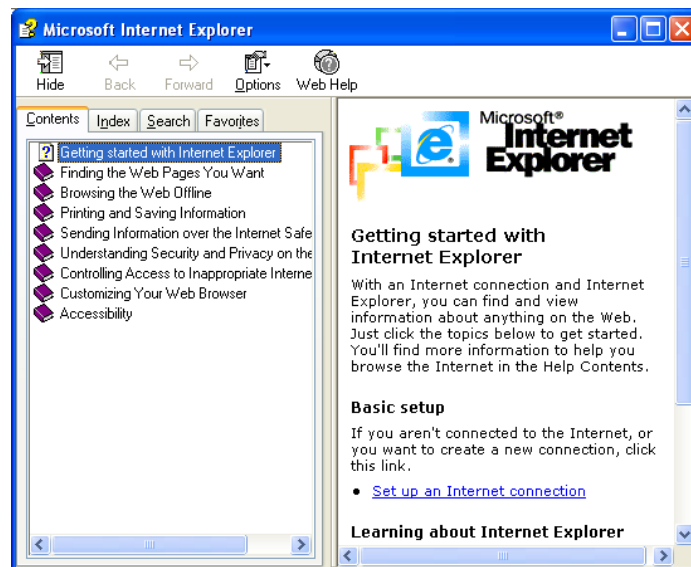 Microsoft Internet Explorer
Hide Back Forward Options Web Help
Contents Index Search Favorites
Getting started with Internet Explorer
Finding the Web Pages You Want
Browsing the Web Offline
Printing and Saving Information
Sending Information over the Internet Safe
Understanding Security and Privacy on the
Controlling Access to Inappropriate Interne
Customizing Your Web Browser
Accessibility
Microsoft®
Internet
Explorer
Getting started with
Internet Explorer
With an Internet connection and Internet
Explorer, you can find and view
information about anything on the Web.
Just click the topics below to get started.
You'll find more information to help you
browse the Internet in the Help Contents.
Basic setup
If you aren't connected to the Internet, or
you want to create a new connection, click
this link.
• Set up an Internet connection
Learning about Internet Explorer